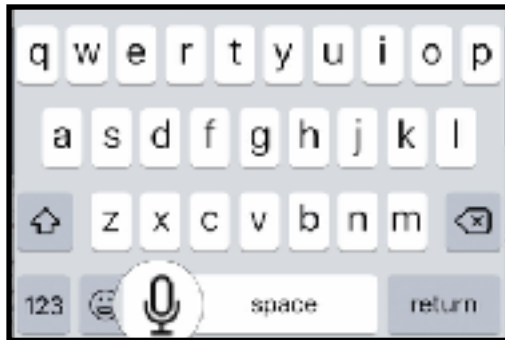 q w e r t y u i o p
a s d f g h j k l
z x c v b n m
123 space return